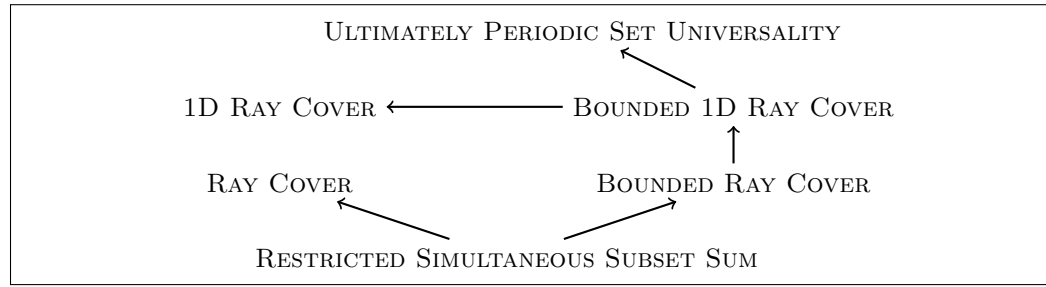 Ultimately Periodic Set Universality
1D Ray Cover Bounded 1D Ray Cover
Ray Cover Bounded Ray Cover
Restricted Simultaneous Subset Sum